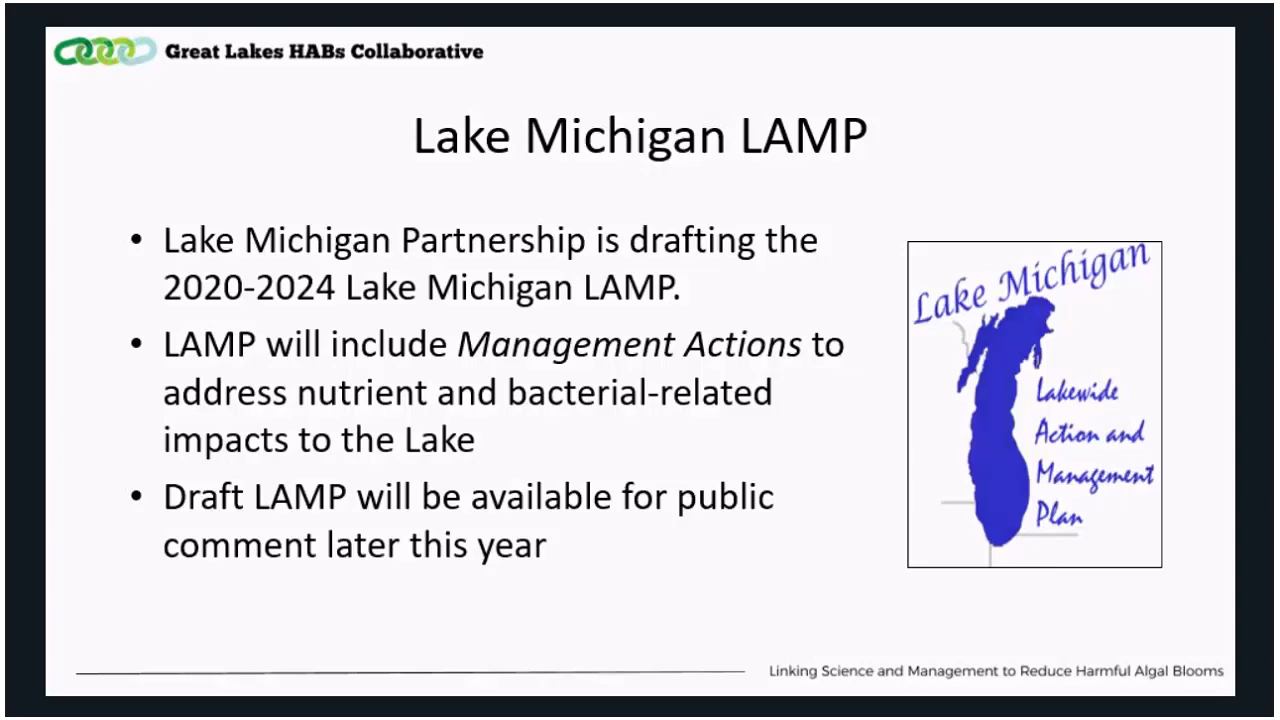 Great Lakes HABs Collaborative
Lake Michigan LAMP
• Lake Michigan Partnership is drafting the
2020-2024 Lake Michigan LAMP.
• LAMP will include Management Actions to
address nutrient and bacterial-related
impacts to the Lake
• Draft LAMP will be available for public
comment later this year
Lake Michigan
Lakewide
Action and
Management
Plan
Linking Science and Management to Reduce Harmful Algal Blooms